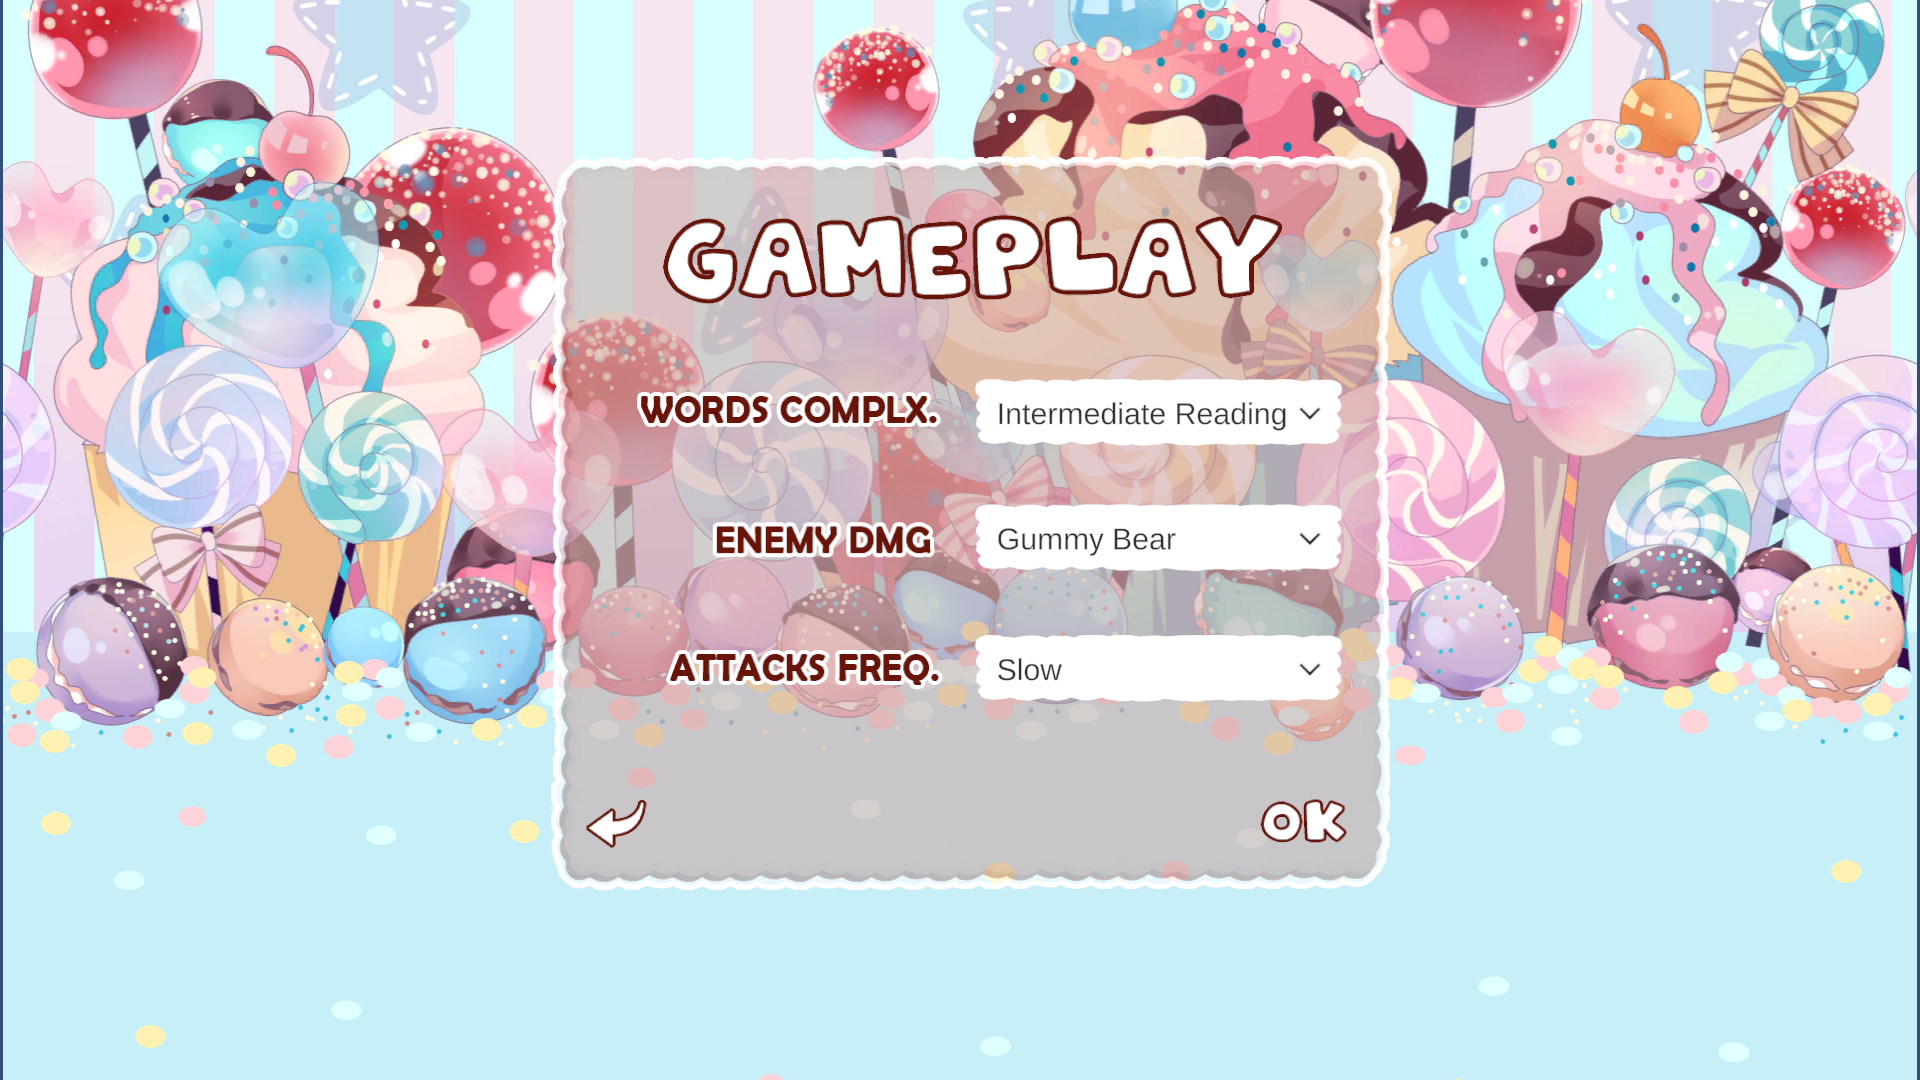 GAMEPLAY
WORDS COMPLX. Intermediate Reading
ENEMY DMG Gummy Bear
ATTACKS FREQ. Slow
OK